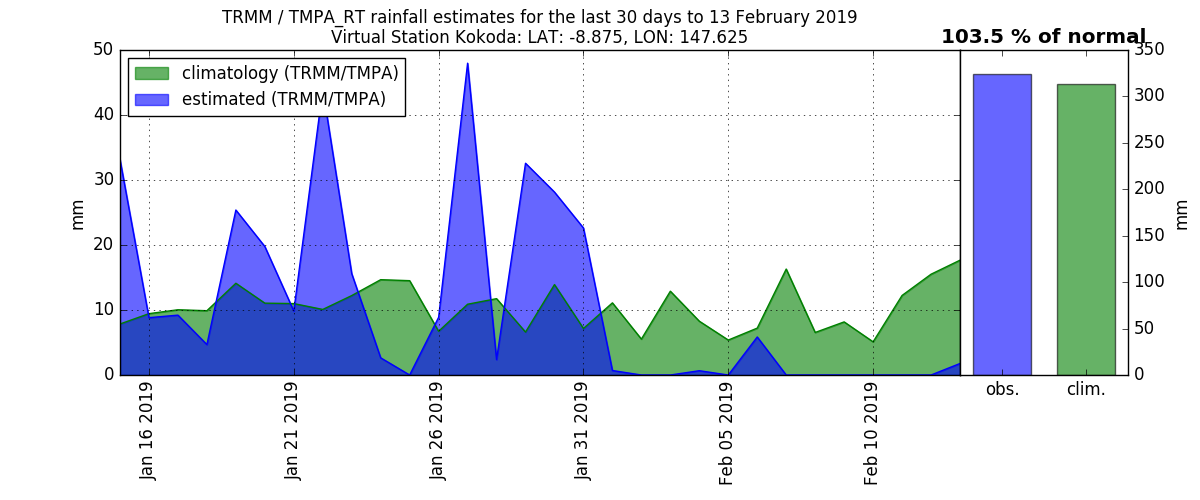 TRMM / TMPA_RT rainfall estimates for the last 30 days to 13 February 2019
Virtual Station Kokoda: LAT: -8.875, LON: 147.625
103.5 % of normal
climatology (TRMM/TMPA)
estimated (TRMM/TMPA)
50
40
30
20
10
0
mm
350
300
250
200
150
100
50
0
mm
Jan 16 2019
Jan 21 2019
Jan 26 2019
Jan 31 2019
Feb 05 2019
Feb 10 2019
obs.
clim.